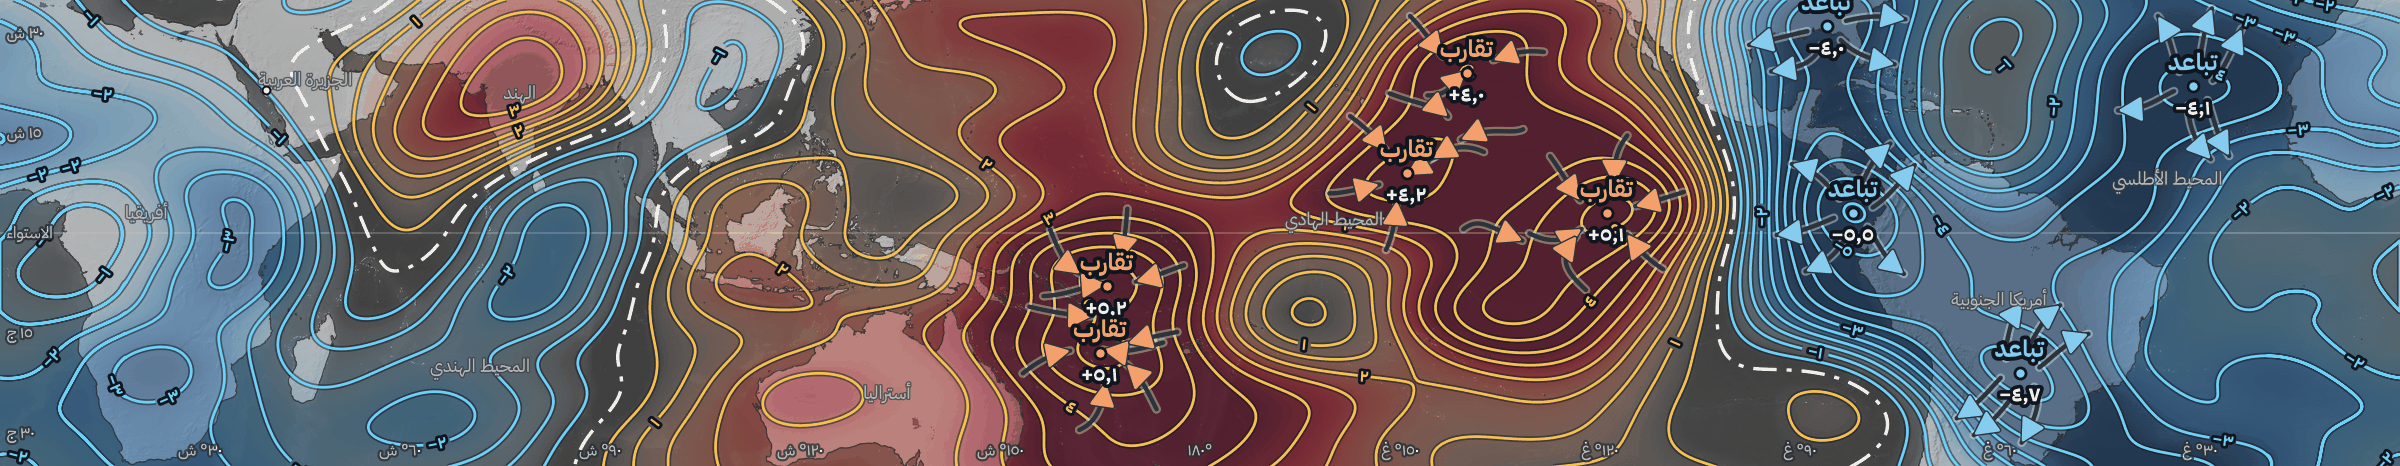 ٣٠ ش
١٥ ش
الاستواء
١٥ ج
٣٠ ج
الجزيرة العربية
الهند
أفريقيا
المحيط الهندي
أستراليا
المحيط الهادي
أمريكا الجنوبية
المحيط الأطلسي
تقارب
+٤,٠
تقارب
+٤,٢
تقارب
+٥,١
تقارب
+٥,٢
تقارب
+٥,١
تباعد
−٤,٠
تباعد
−٤,١
تباعد
−٥,٥
تباعد
−٤,٧
٣٠° ش
٦٠° ش
٩٠° ش
١٢٠° ش
١٥٠° ش
١٨٠°
١٥٠° غ
١٢٠° غ
٩٠° غ
٦٠° غ
٣٠° غ